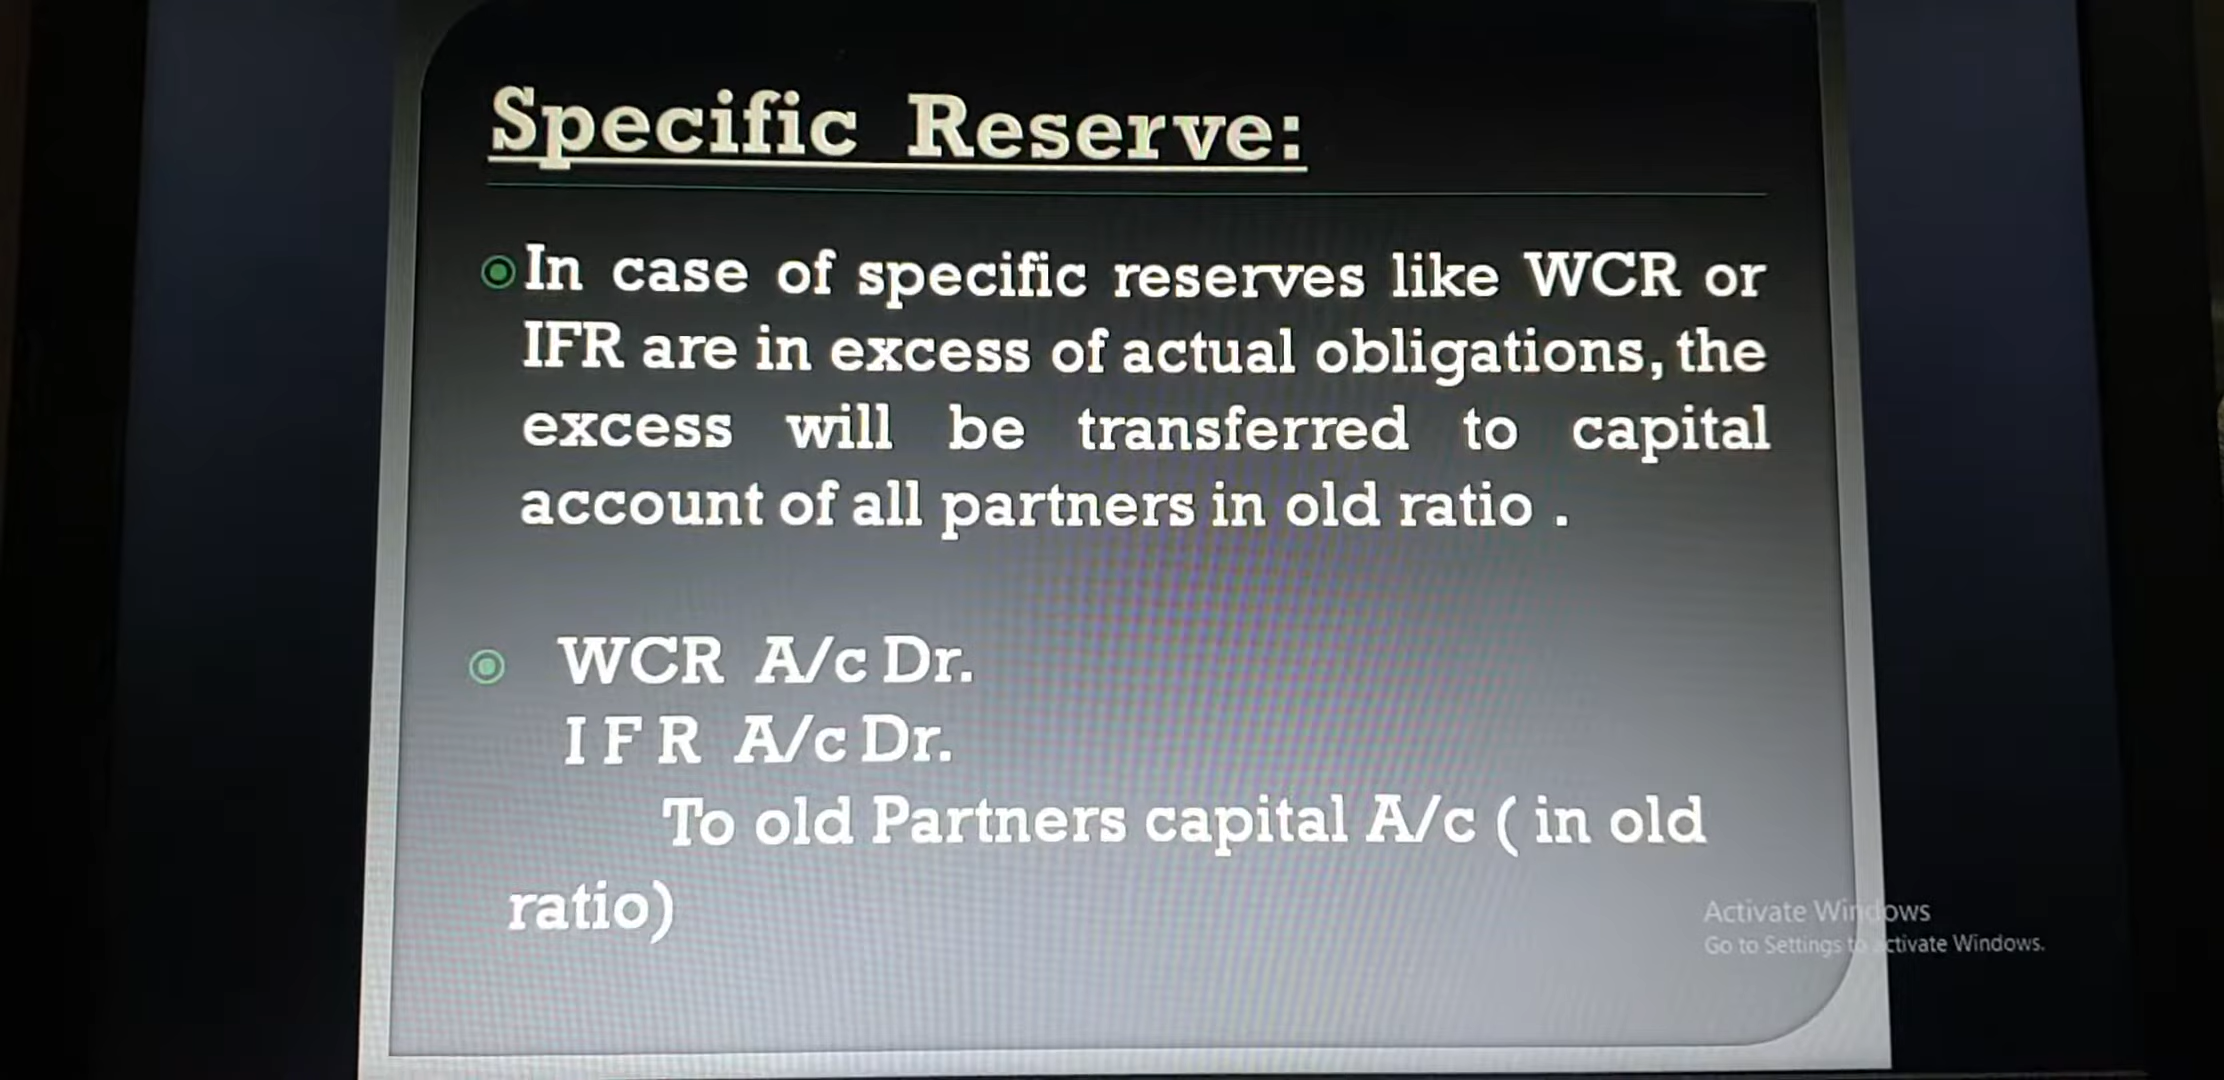 Specific Reserve:
In case of specific reserves like WCR or
IFR are in excess of actual obligations, the
excess will be transferred to capital
account of all partners in old ratio .
WCR A/c Dr.
I F R A/c Dr.
To old Partners capital A/c ( in old
ratio)
Activate Windows
Go to Settings to activate Windows.